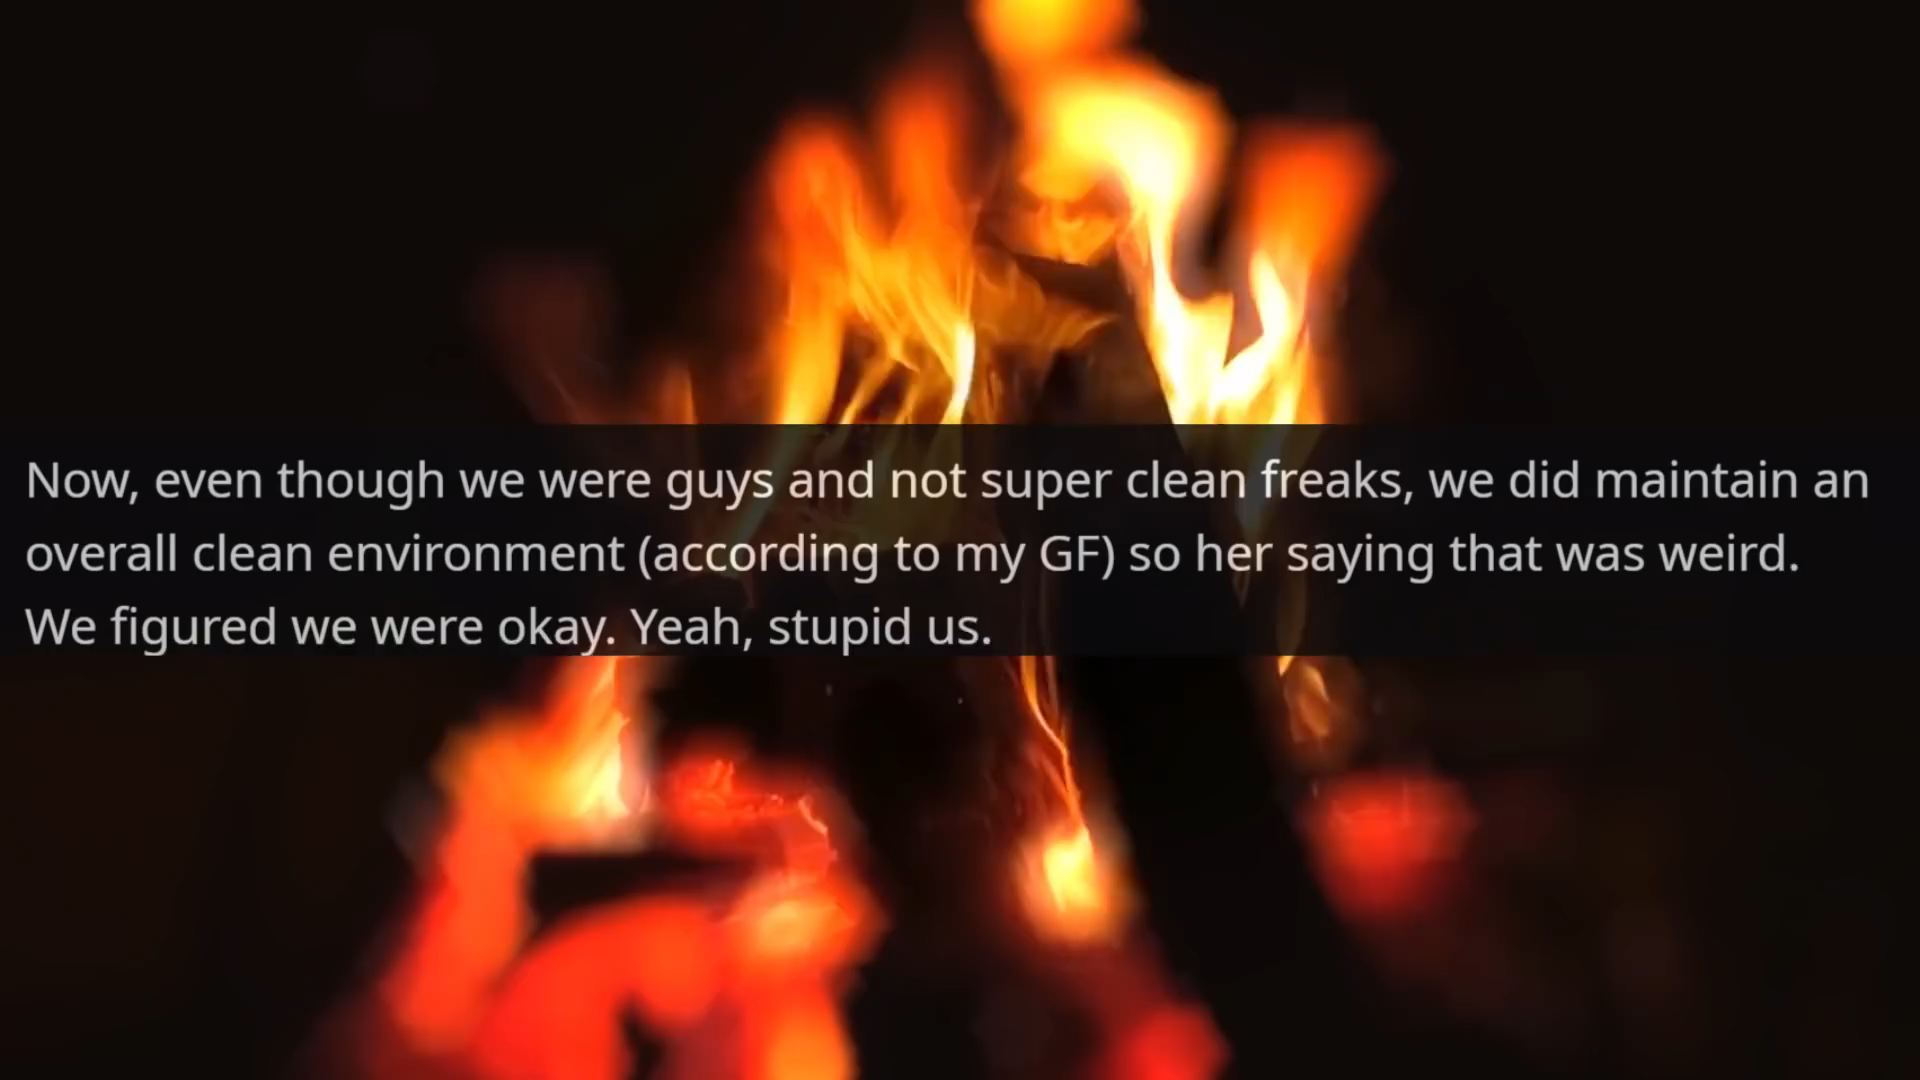 Now, even though we were guys and not super clean freaks, we did maintain an
overall clean environment (according to my GF) so her saying that was weird.
We figured we were okay. Yeah, stupid us.